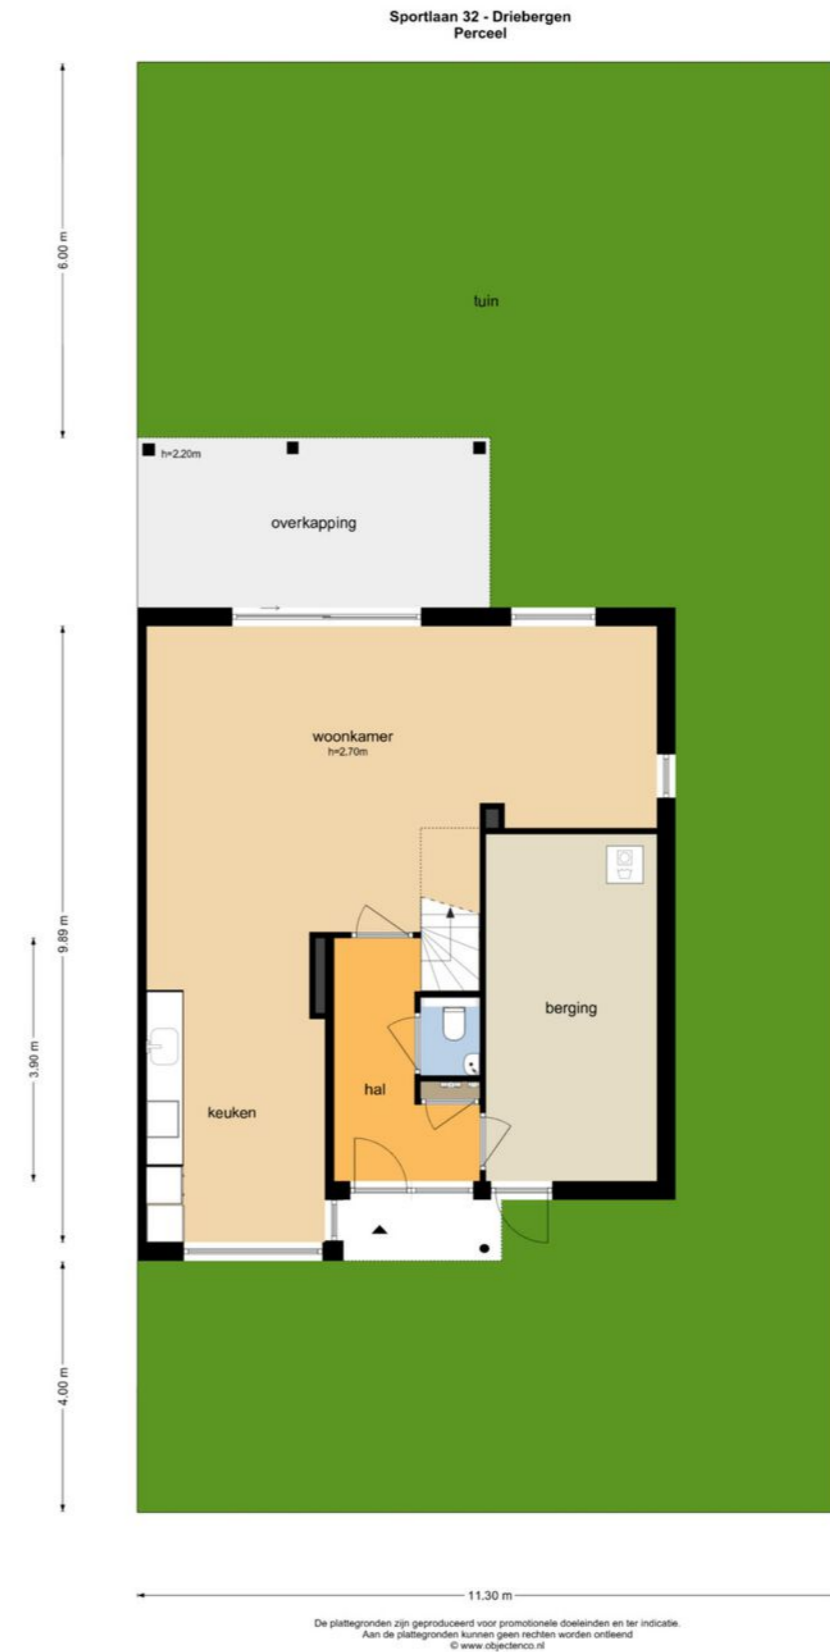 Sportlaan 32 - Driebergen
Perceel
6.00 m
tuin
h=2.20m
overkapping
woonkamer
h=2.70m
9.89 m
berging
3.90 m
hal
keuken
4.00 m
11.30 m
De plattegronden zijn geproduceerd voor promotionele doeleinden en ter indicatie.
Aan de plattegronden kunnen geen rechten worden ontleend
© www.objectenco.nl